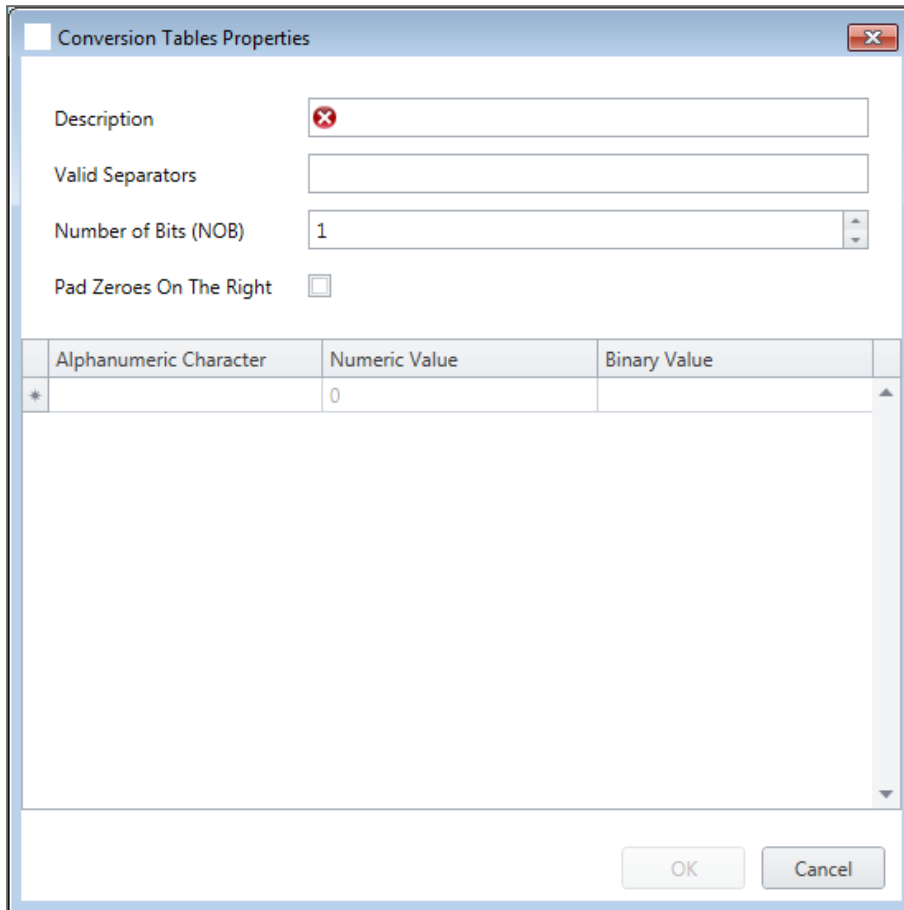 Conversion Tables Properties
Description
Valid Separators
Number of Bits (NOB) 1
Pad Zeroes On The Right
Alphanumeric Character Numeric Value Binary Value
0
OK Cancel